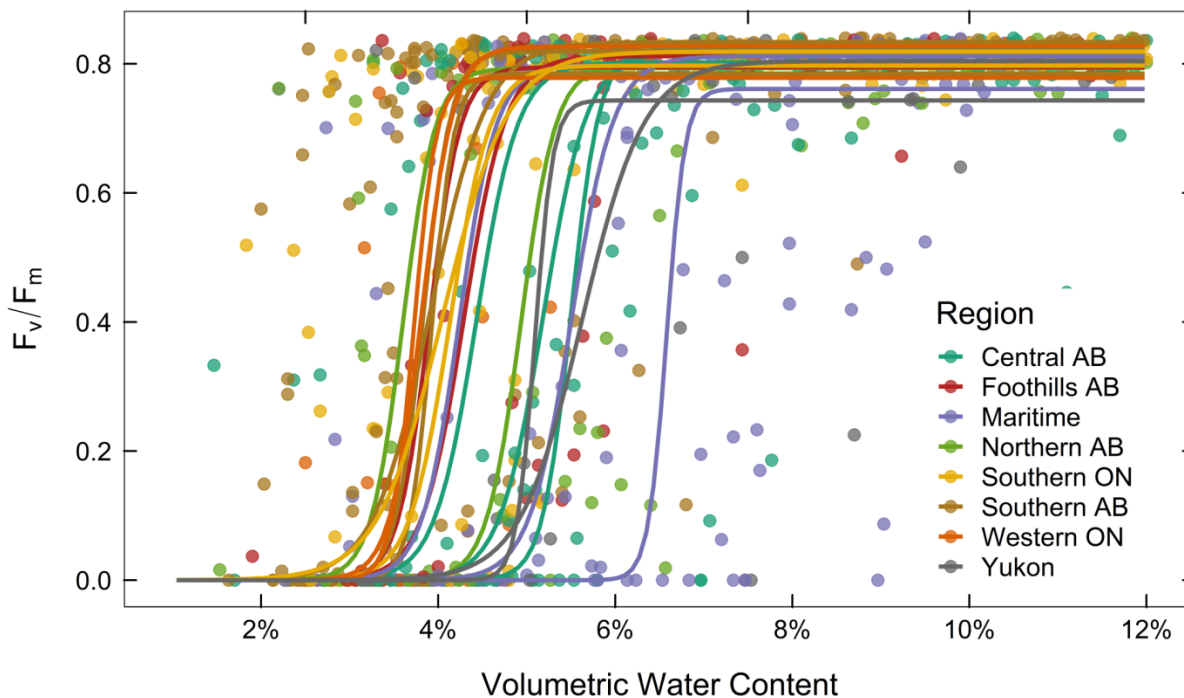 0.8
0.6
0.4
0.2
0.0
Fv/Fm
2%
4%
6%
8%
10%
12%
Volumetric Water Content
Region
Central AB
Foothills AB
Maritime
Northern AB
Southern ON
Southern AB
Western ON
Yukon